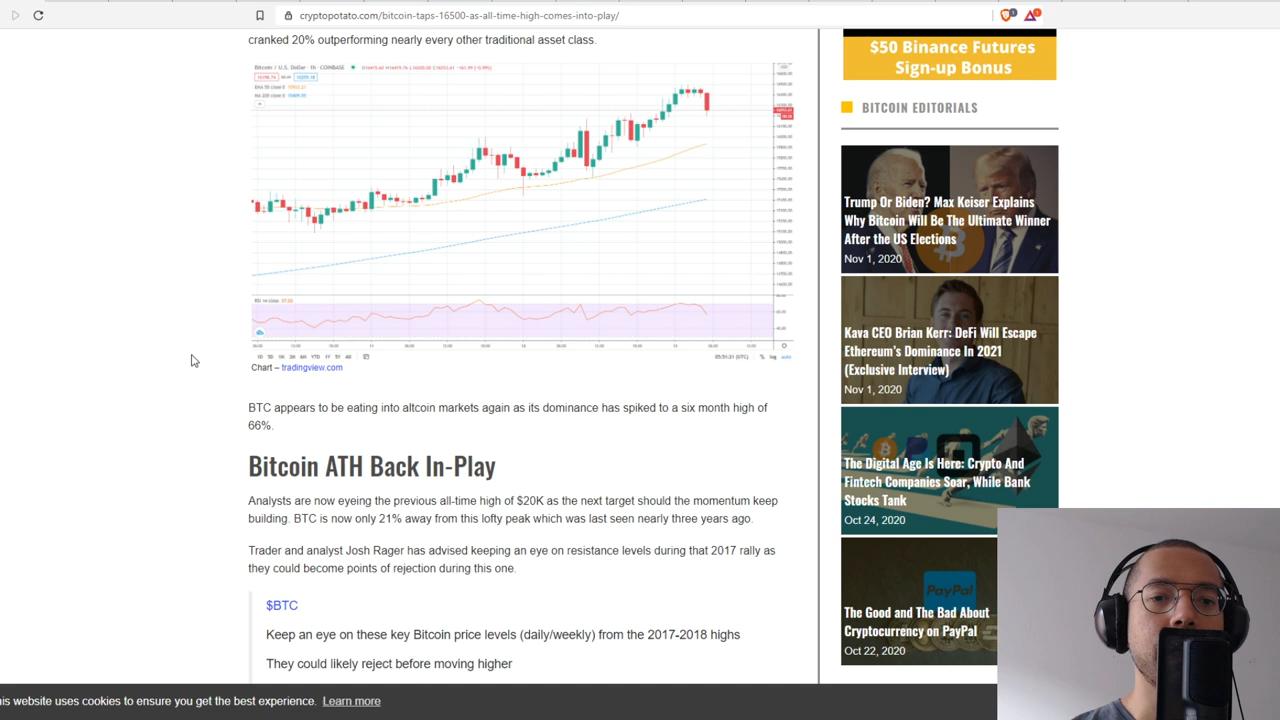 cryptopotato.com/bitcoin-taps-16500-as-all-time-high-comes-into-play/
cranked 20% outperforming nearly every other traditional asset class.
Bitcoin / U.S. Dollar · 1h · COINBASE
Chart – tradingview.com
BTC appears to be eating into altcoin markets again as its dominance has spiked to a six month high of
66%.
Bitcoin ATH Back In-Play
Analysts are now eyeing the previous all-time high of $20K as the next target should the momentum keep
building. BTC is now only 21% away from this lofty peak which was last seen nearly three years ago.
Trader and analyst Josh Rager has advised keeping an eye on resistance levels during that 2017 rally as
they could become points of rejection during this one.
$BTC
Keep an eye on these key Bitcoin price levels (daily/weekly) from the 2017-2018 highs
They could likely reject before moving higher
$50 Binance Futures
Sign-up Bonus
BITCOIN EDITORIALS
Trump Or Biden? Max Keiser Explains
Why Bitcoin Will Be The Ultimate Winner
After the US Elections
Nov 1, 2020
Kava CEO Brian Kerr: DeFi Will Escape
Ethereum's Dominance In 2021
(Exclusive Interview)
Nov 1, 2020
The Digital Age Is Here: Crypto And
Fintech Companies Soar, While Bank
Stocks Tank
Oct 24, 2020
PayPal
The Good and The Bad About
Cryptocurrency on PayPal
Oct 22, 2020
his website uses cookies to ensure you get the best experience. Learn more